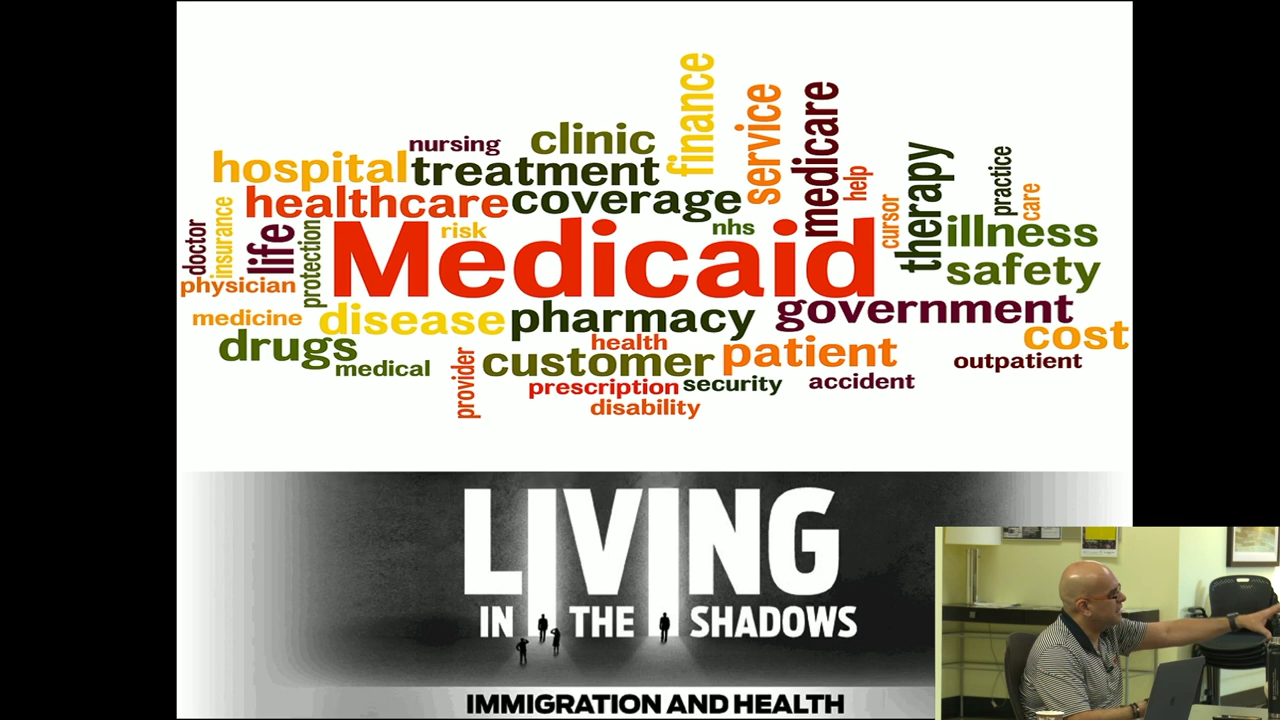 finance
service
medicare
nursing
clinic
hospital
treatment
help
therapy
practice
care
healthcare
coverage
cursor
doctor
insurance
life
protection
risk
nhs
Medicaid
illness
safety
physician
medicine
disease
pharmacy
government
cost
drugs
medical
provider
health
customer
patient
outpatient
prescription
security
accident
disability
LIVING
IN THE SHADOWS
IMMIGRATION AND HEALTH